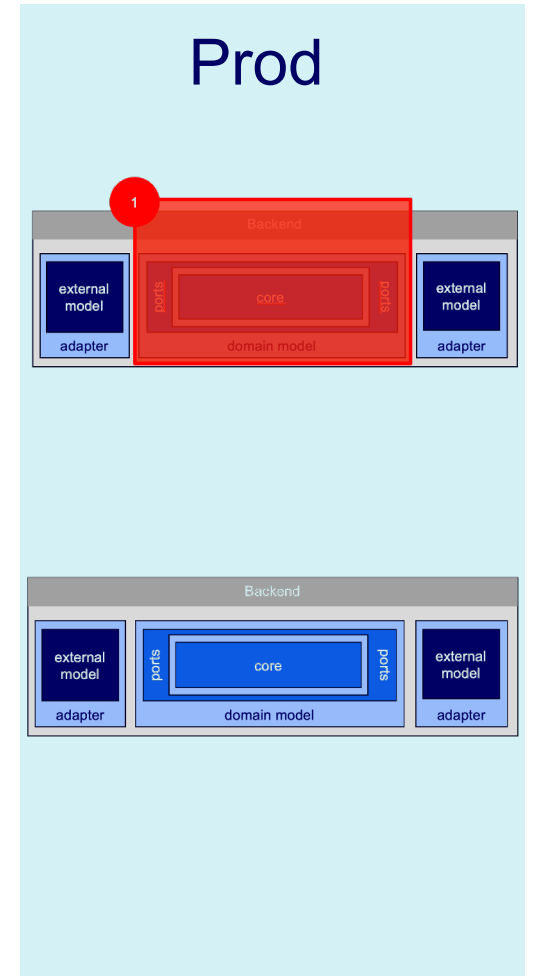 Prod
1
Backend
external
model
adapter
ports
core
ports
domain model
external
model
adapter
Backend
external
model
adapter
ports
core
ports
domain model
external
model
adapter